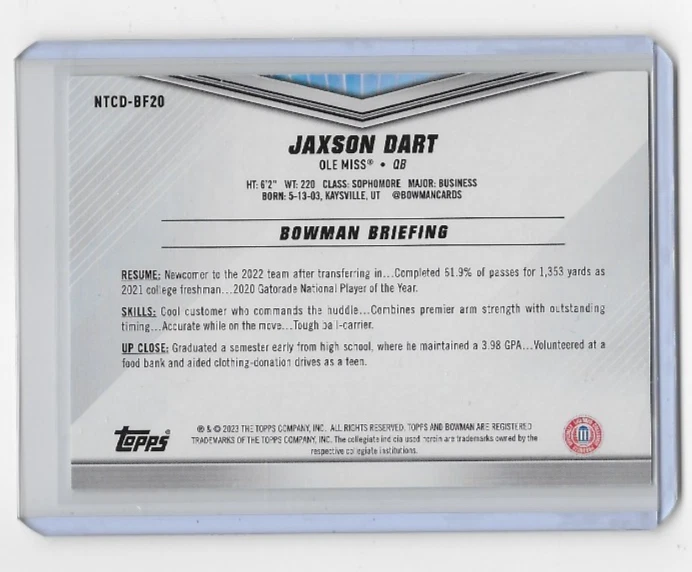 NTCD-BF20
JAXSON DART
OLE MISS® • QB
HT: 6'2" WT: 220 CLASS: SOPHOMORE MAJOR: BUSINESS
BORN: 5-13-03, KAYSVILLE, UT @BOWMANCARDS
BOWMAN BRIEFING
RESUME: Newcomer to the 2022 team after transferring in...Completed 61.9% of passes for 1,353 yards as
2021 college freshman...2020 Gatorade National Player of the Year.
SKILLS: Cool customer who commands the huddle...Combines premier arm strength with outstanding
timing...Accurate while on the move...Tough ball-carrier.
UP CLOSE: Graduated a semester early from high school, where he maintained a 3.98 GPA...Volunteered at a
food bank and aided clothing-donation drives as a teen.
® & © 2023 THE TOPPS COMPANY, INC. ALL RIGHTS RESERVED. TOPPS AND BOWMAN ARE REGISTERED
TRADEMARKS OF THE TOPPS COMPANY, INC. The collegiate indicia used herein are trademarks owned by the
respective collegiate institutions.
Topps®